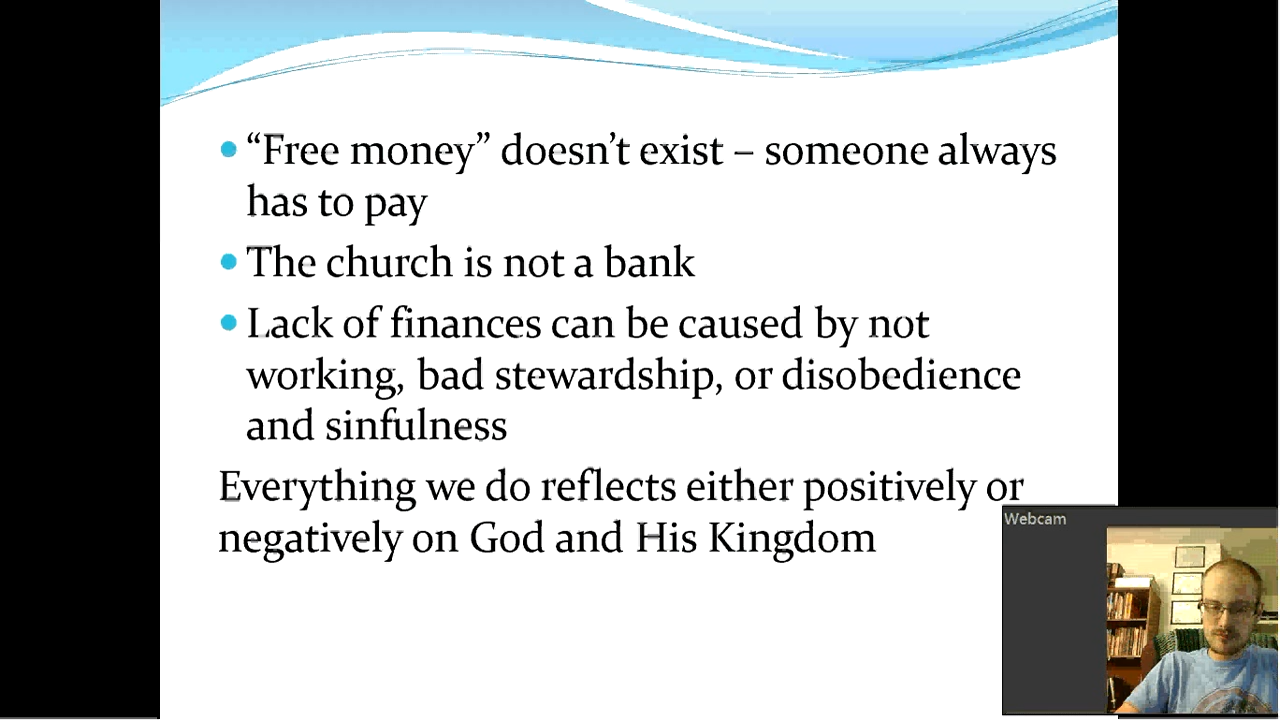 “Free money” doesn’t exist – someone always
has to pay
The church is not a bank
Lack of finances can be caused by not
working, bad stewardship, or disobedience
and sinfulness
Everything we do reflects either positively or
negatively on God and His Kingdom
Webcam